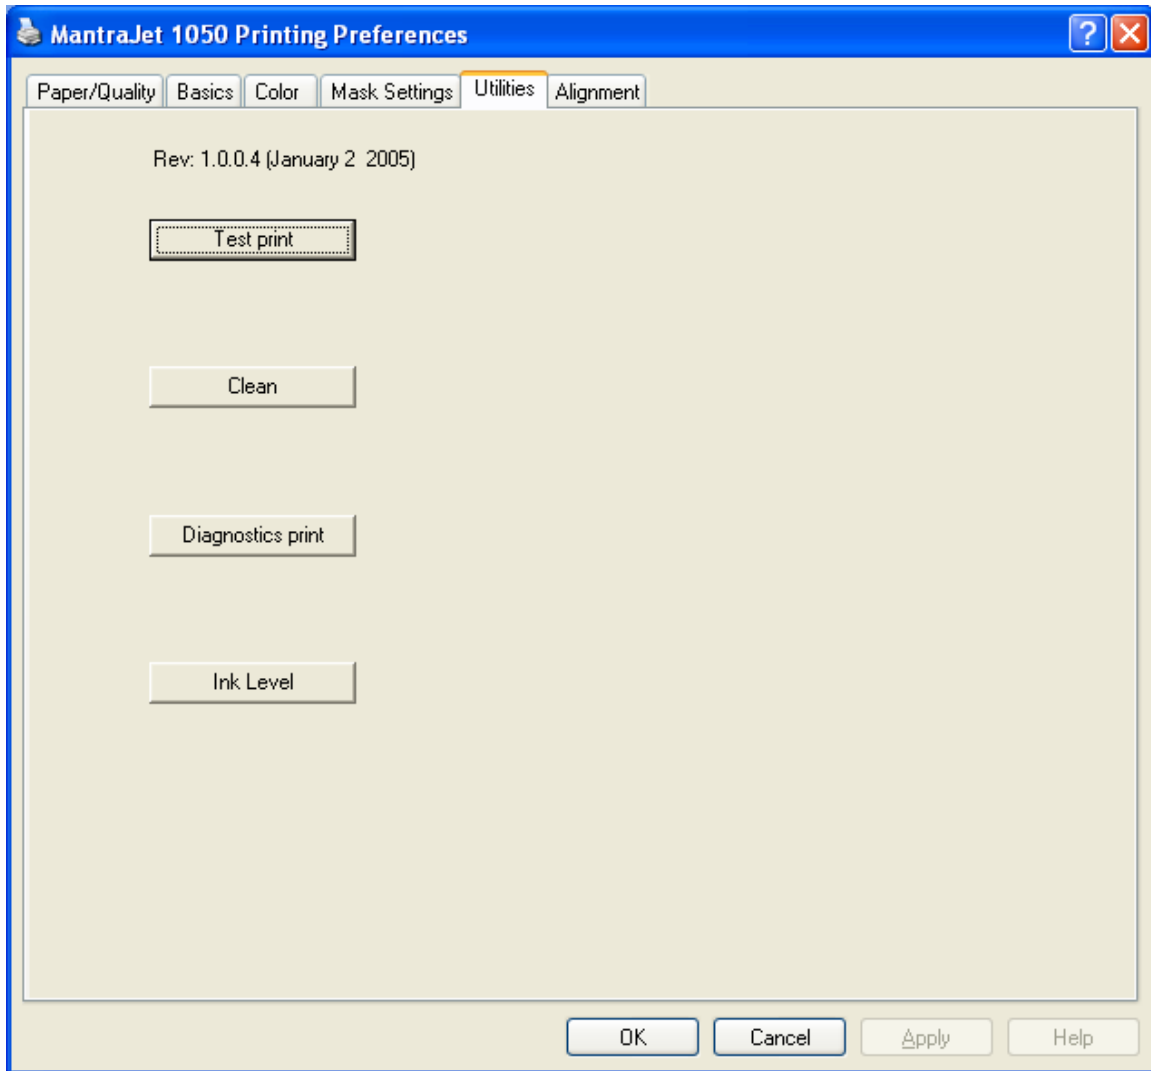 MantraJet 1050 Printing Preferences
Paper/Quality Basics Color Mask Settings Utilities Alignment
Rev: 1.0.0.4 (January 2 2005)
Test print
Clean
Diagnostics print
Ink Level
OK Cancel Apply Help